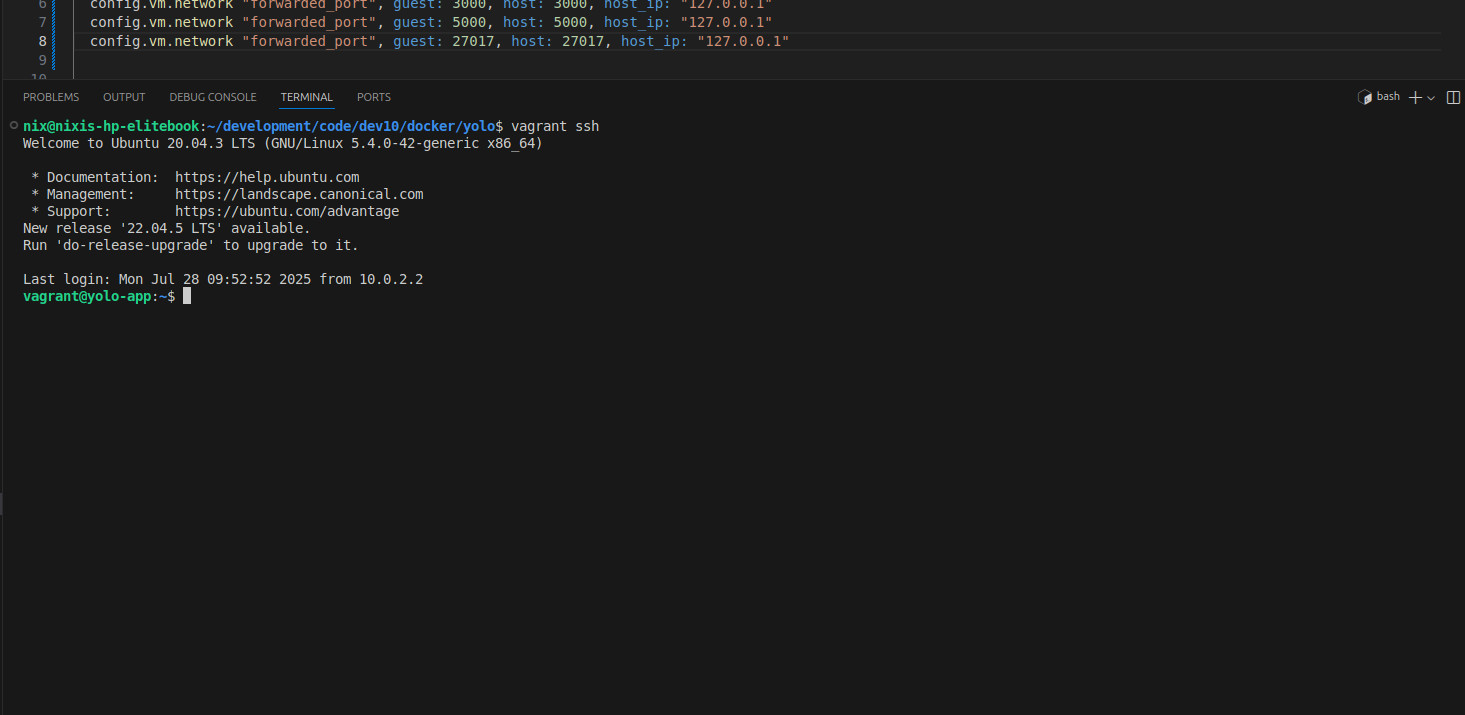 6 config.vm.network "forwarded_port", guest: 3000, host: 3000, host_ip: "127.0.0.1"
7 config.vm.network "forwarded_port", guest: 5000, host: 5000, host_ip: "127.0.0.1"
8 config.vm.network "forwarded_port", guest: 27017, host: 27017, host_ip: "127.0.0.1"
9
10
PROBLEMS OUTPUT DEBUG CONSOLE TERMINAL PORTS bash
nix@nixis-hp-elitebook:~/development/code/dev10/docker/yolo$ vagrant ssh
Welcome to Ubuntu 20.04.3 LTS (GNU/Linux 5.4.0-42-generic x86_64)
* Documentation: https://help.ubuntu.com
* Management: https://landscape.canonical.com
* Support: https://ubuntu.com/advantage
New release '22.04.5 LTS' available.
Run 'do-release-upgrade' to upgrade to it.
Last login: Mon Jul 28 09:52:52 2025 from 10.0.2.2
vagrant@yolo-app:~$